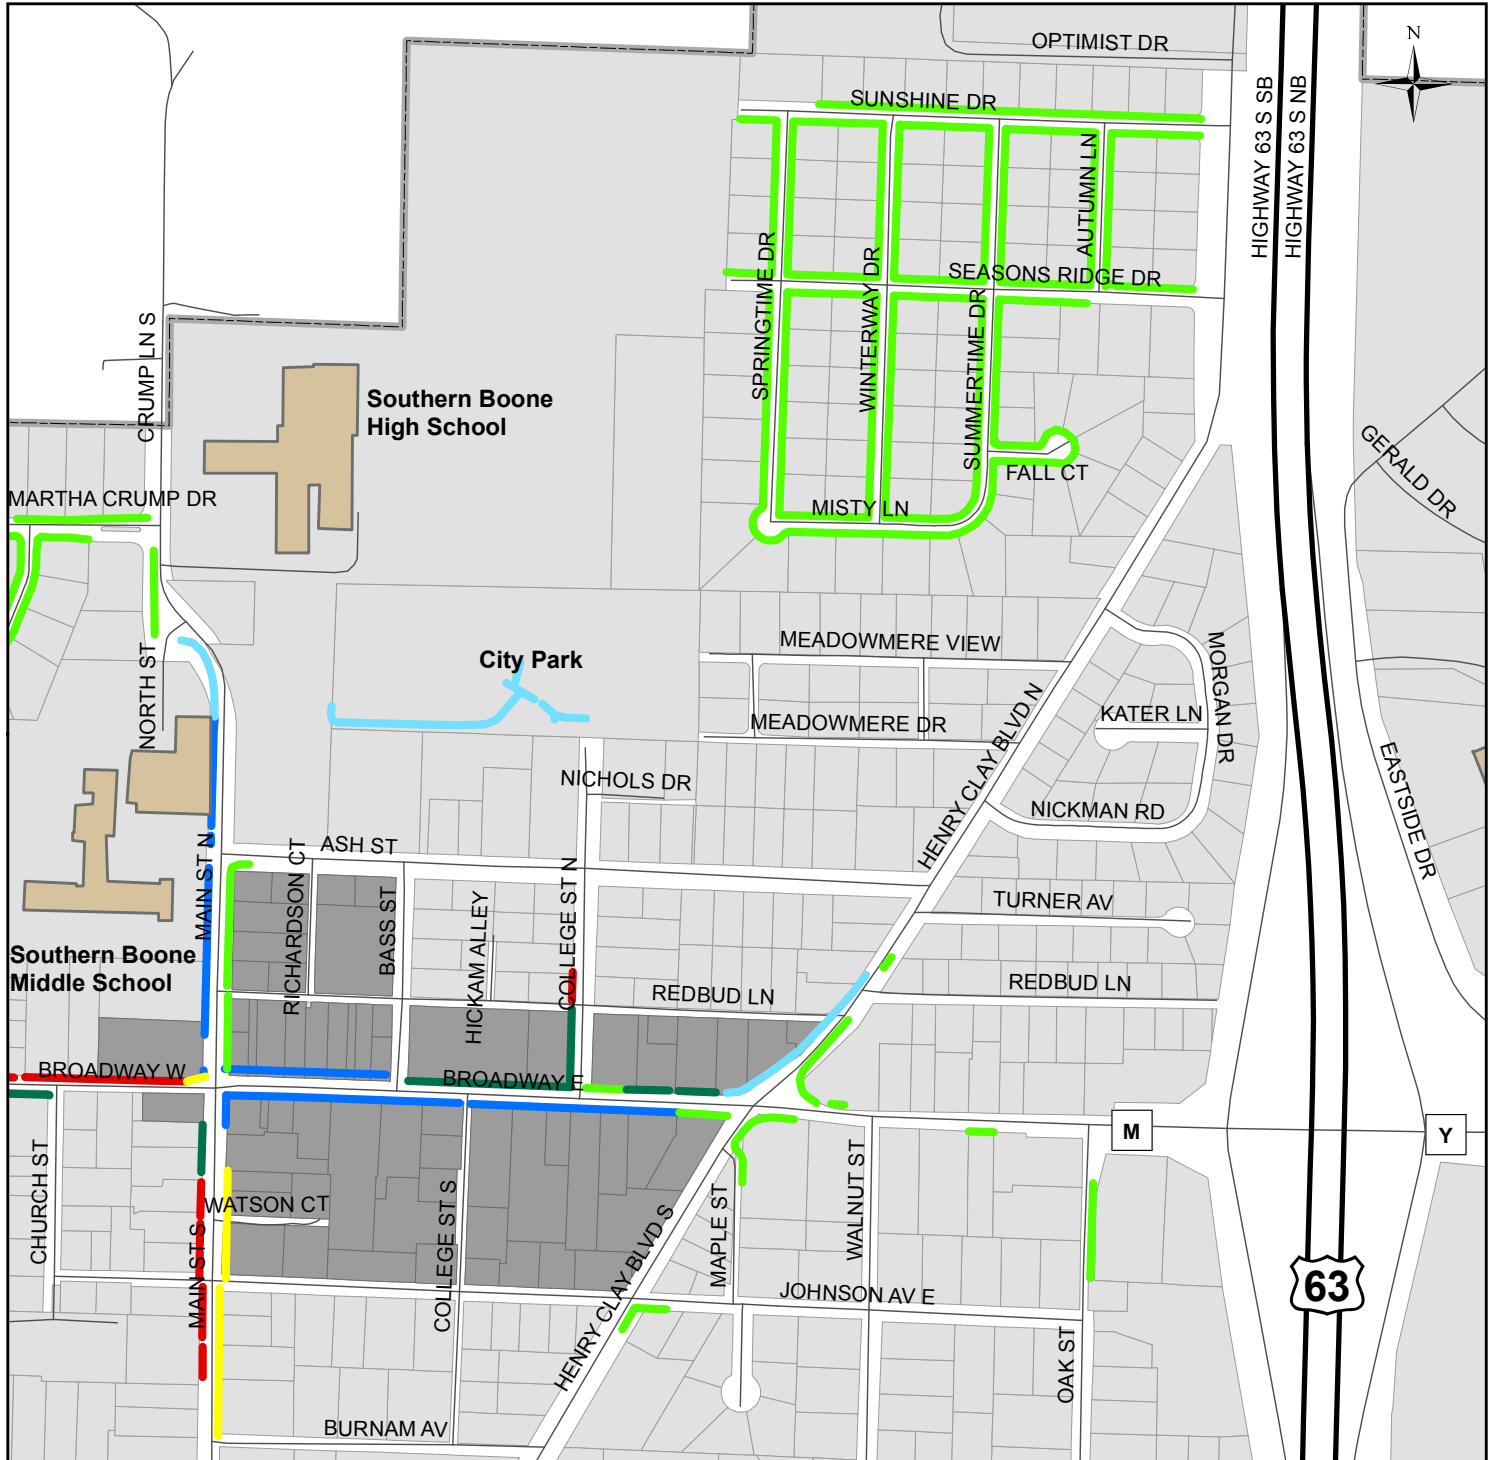 OPTIMIST DR
N
SUNSHINE DR
HIGHWAY 63 S SB
HIGHWAY 63 S NB
AUTUMN LN
SPRINGTIME DR
WINTERWAY DR
SEASONS RIDGE DR
SUMMERTIME DR
CRUMP LN S
Southern Boone
High School
MARTHA CRUMP DR
FALL CT
MISTY LN
GERALD DR
NORTH ST
City Park
MEADOWMERE VIEW
MORGAN DR
MEADOWMERE DR
KATER LN
HENRY CLAY BLVD N
NICHOLS DR
NICKMAN RD
EASTSIDE DR
MAIN ST N
RICHARDSON CT
ASH ST
BASS ST
HICKAM ALLEY
COLLEGE ST N
TURNER AV
Southern Boone
Middle School
REDBUD LN
REDBUD LN
BROADWAY W
BROADWAY E
M
Y
CHURCH ST
WATSON CT
MAIN ST S
COLLEGE ST S
HENRY CLAY BLVD S
MAPLE ST
WALNUT ST
JOHNSON AV E
OAK ST
63
BURNAM AV